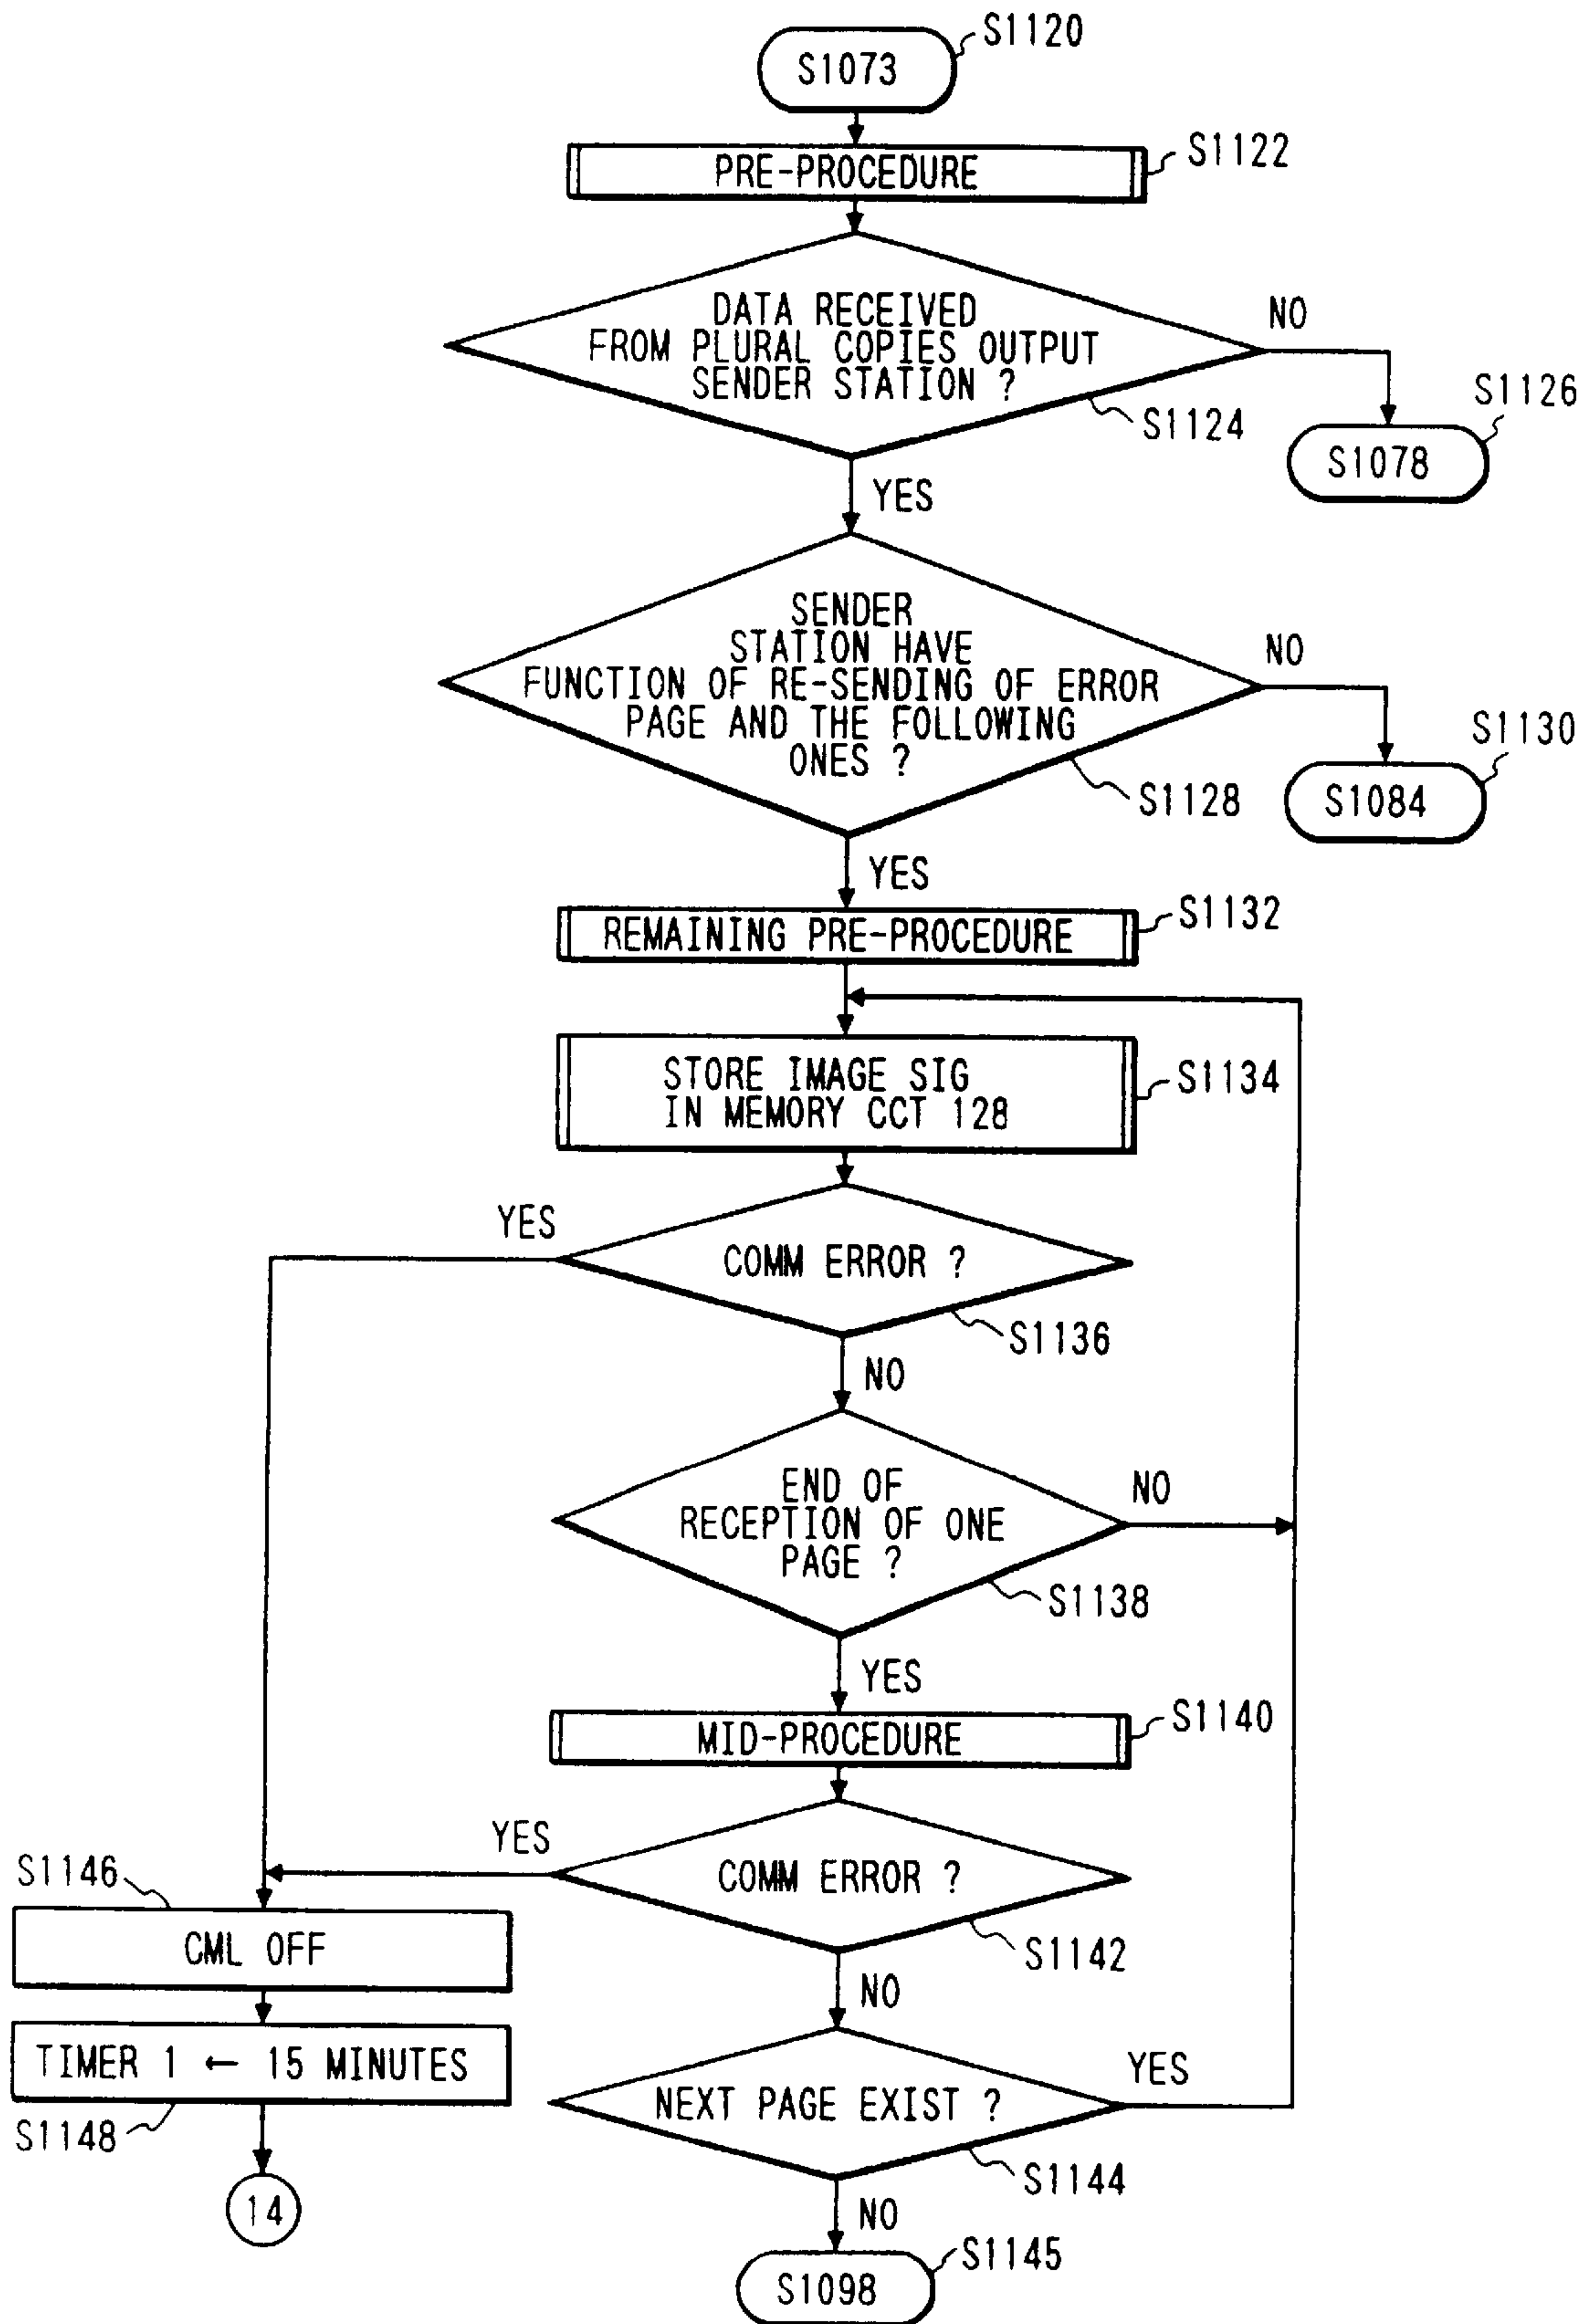 S1120
S1073
S1122
PRE-PROCEDURE
DATA RECEIVED
FROM PLURAL COPIES OUTPUT
SENDER STATION ?
NO
S1124
S1126
S1078
YES
SENDER
STATION HAVE
FUNCTION OF RE-SENDING OF ERROR
PAGE AND THE FOLLOWING
ONES ?
NO
S1128
S1130
S1084
YES
REMAINING PRE-PROCEDURE
S1132
STORE IMAGE SIG
IN MEMORY CCT 128
S1134
YES
COMM ERROR ?
S1136
NO
END OF
RECEPTION OF ONE
PAGE ?
NO
S1138
YES
MID-PROCEDURE
S1140
YES
COMM ERROR ?
S1142
S1146
CML OFF
NO
TIMER 1 ← 15 MINUTES
S1148
NEXT PAGE EXIST ?
YES
S1144
14
NO
S1145
S1098